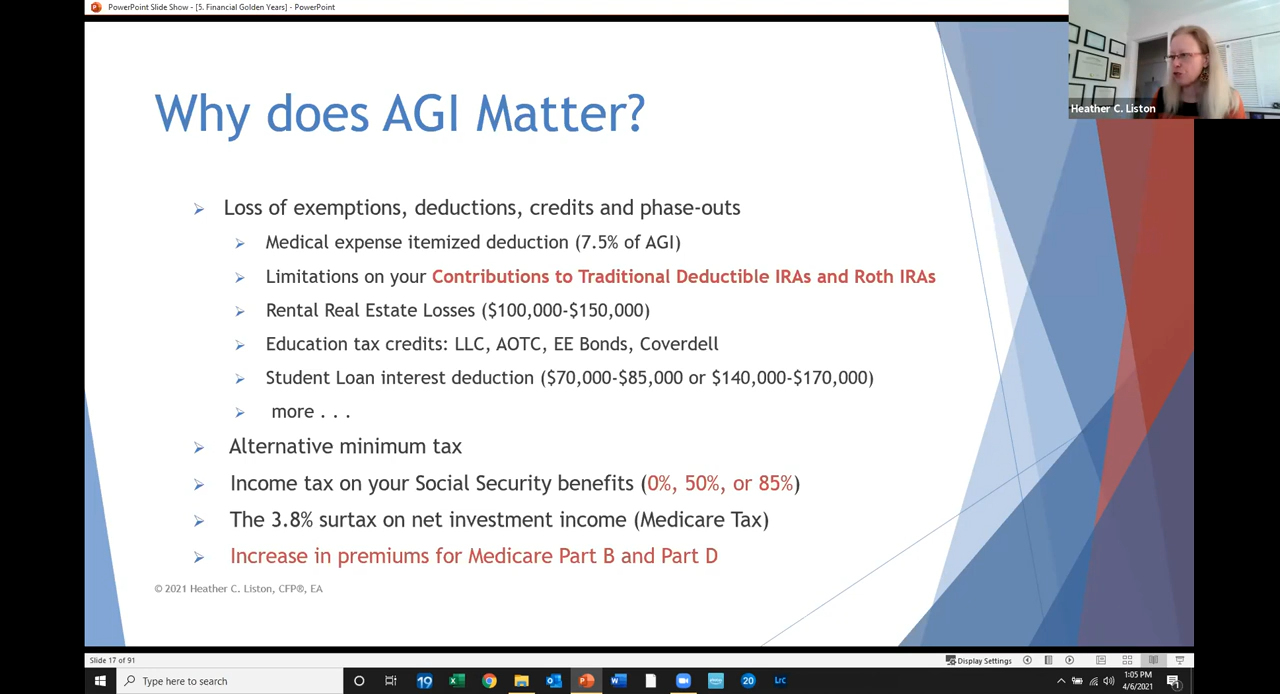 PowerPoint Slide Show - [5. Financial Golden Years] - PowerPoint
Heather C. Liston
Why does AGI Matter?
Loss of exemptions, deductions, credits and phase-outs
Medical expense itemized deduction (7.5% of AGI)
Limitations on your Contributions to Traditional Deductible IRAs and Roth IRAs
Rental Real Estate Losses ($100,000-$150,000)
Education tax credits: LLC, AOTC, EE Bonds, Coverdell
Student Loan interest deduction ($70,000-$85,000 or $140,000-$170,000)
more . . .
Alternative minimum tax
Income tax on your Social Security benefits (0%, 50%, or 85%)
The 3.8% surtax on net investment income (Medicare Tax)
Increase in premiums for Medicare Part B and Part D
© 2021 Heather C. Liston, CFP®, EA
Slide 17 of 91
Display Settings
Type here to search
19
20
Lrc
1:05 PM
4/6/2021
1